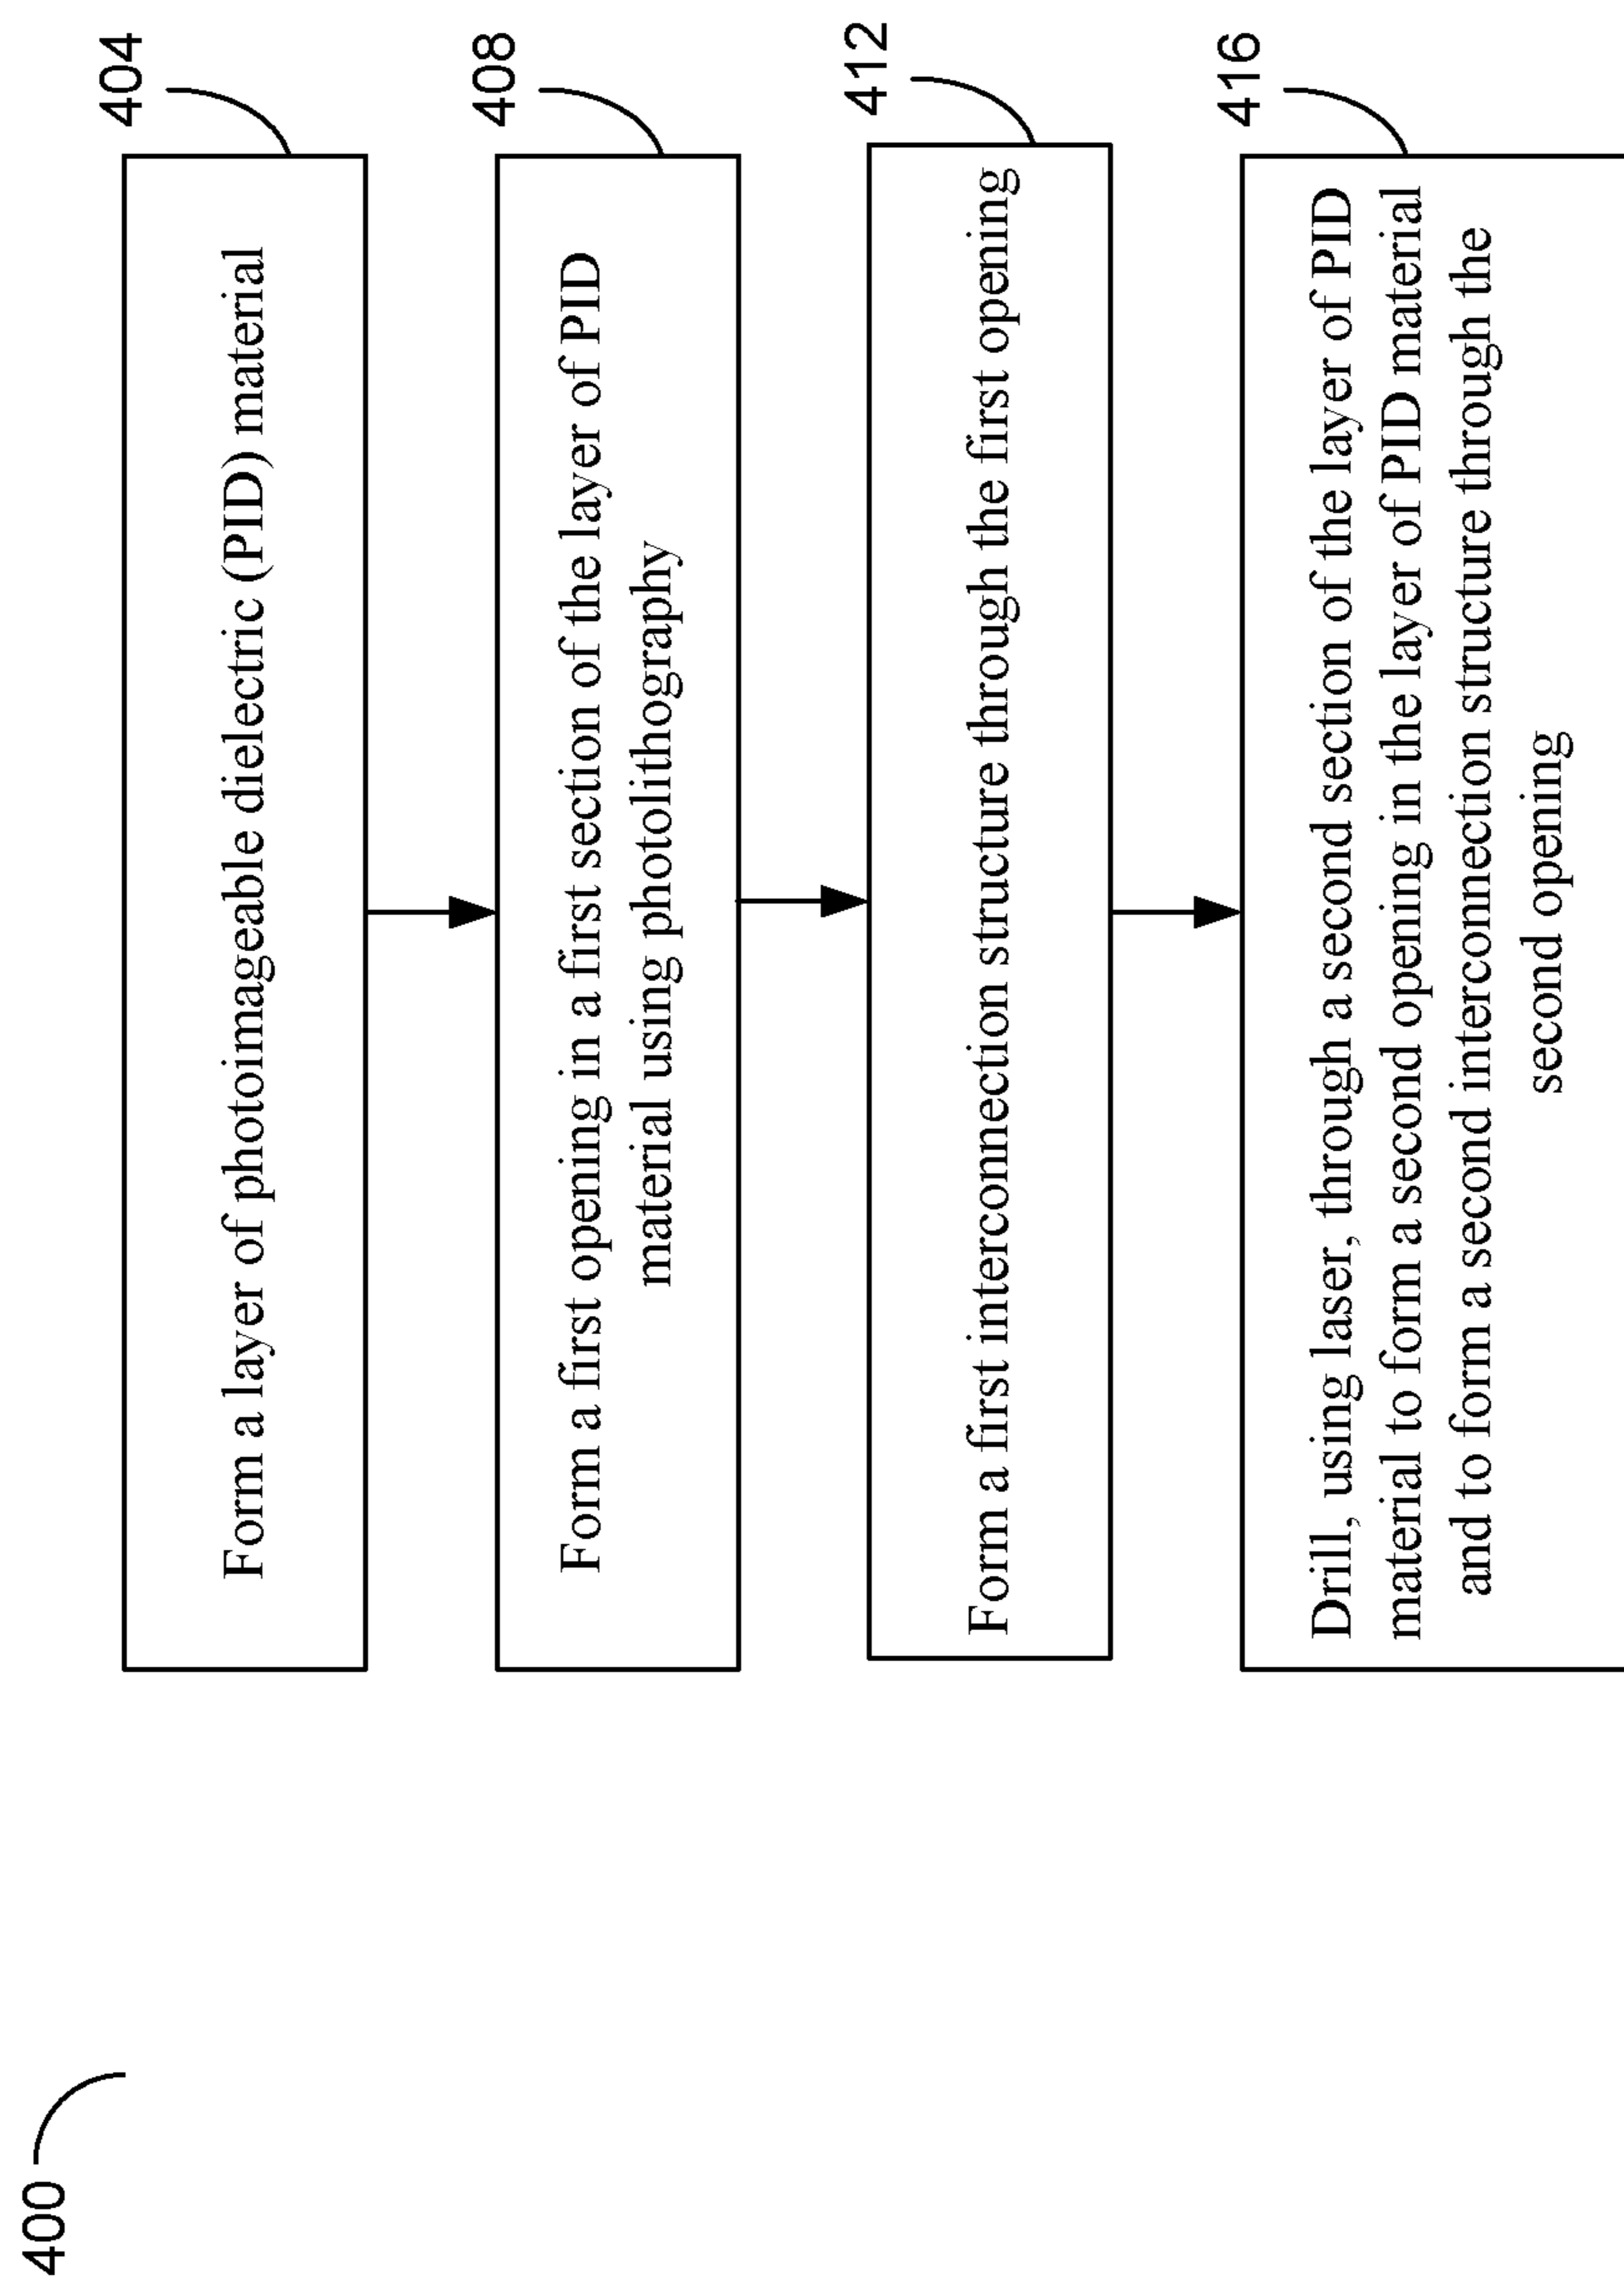 400
404
Form a layer of photoimageable dielectric (PID) material
408
Form a first opening in a first section of the layer of PID
material using photolithography
412
Form a first interconnection structure through the first opening
416
Drill, using laser, through a second section of the layer of PID
material to form a second opening in the layer of PID material
and to form a second interconnection structure through the
second opening